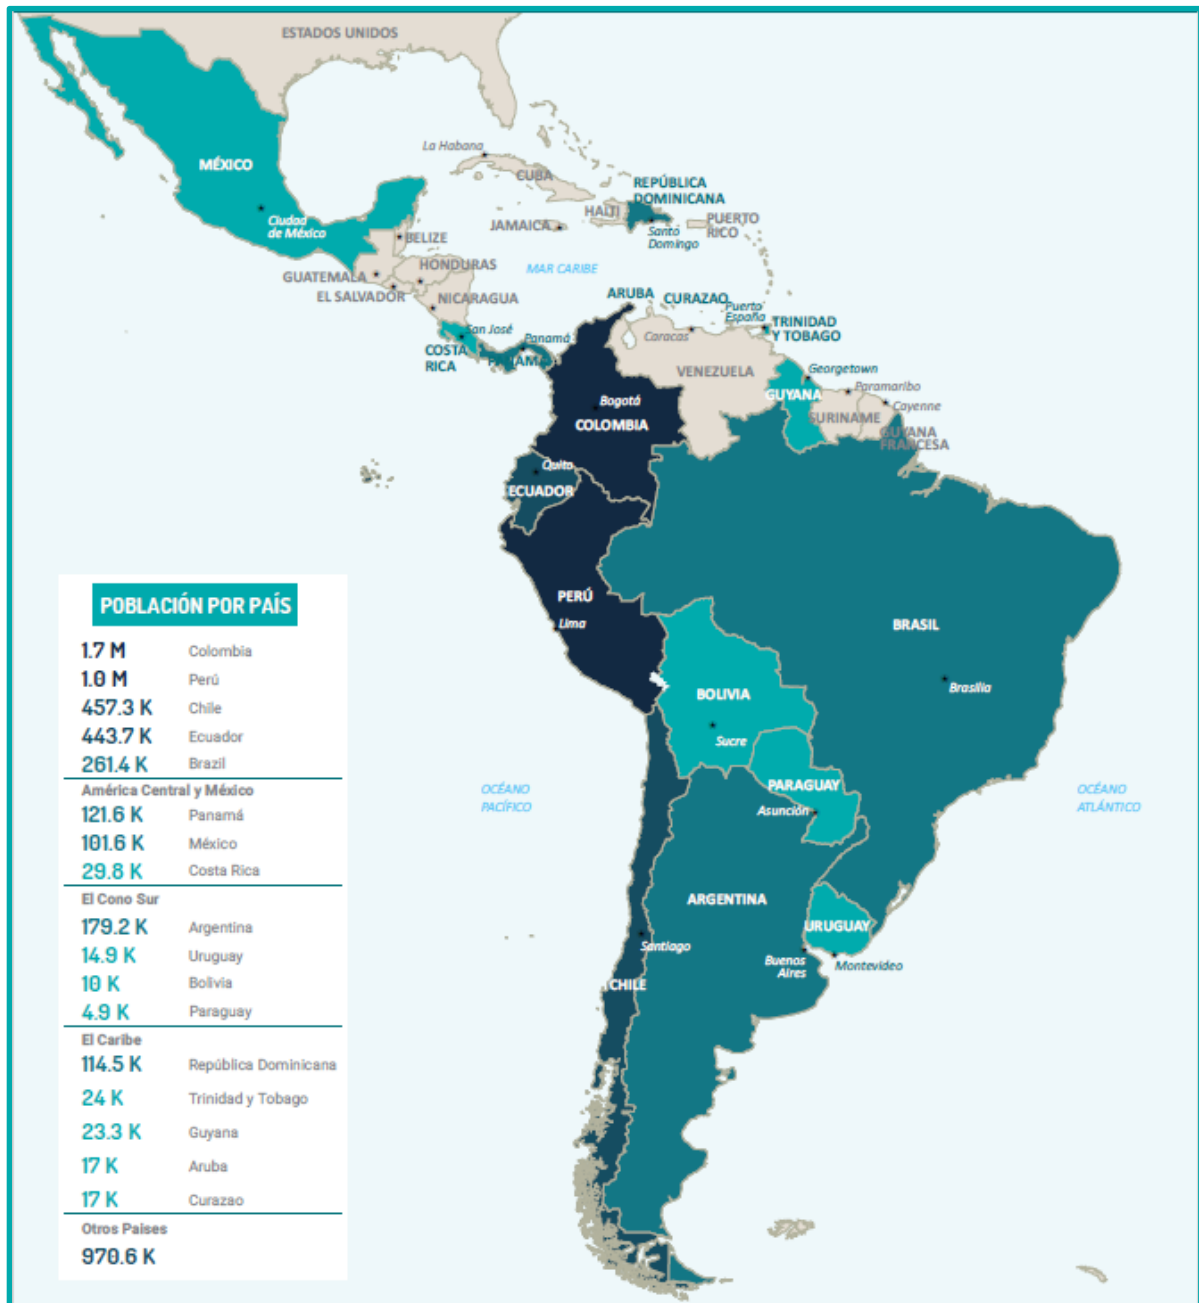 ESTADOS UNIDOS
MÉXICO
Ciudad
de México
La Habana
CUBA
REPÚBLICA
DOMINICANA
HAITI
JAMAICA
Santo
Domingo
PUERTO
RICO
BELIZE
GUATEMALA
HONDURAS
EL SALVADOR
NICARAGUA
MAR CARIBE
ARUBA
CURAZAO
Puerto
España
TRINIDAD
Y TOBAGO
San José
COSTA
RICA
Panamá
PANAMÁ
Caracas
VENEZUELA
Georgetown
GUYANA
Paramaribo
SURINAME
Cayenne
GUYANA
FRANCESA
Bogotá
COLOMBIA
Quito
ECUADOR
PERÚ
Lima
BRASIL
Brasilia
BOLIVIA
Sucre
PARAGUAY
Asunción
OCÉANO
PACÍFICO
OCÉANO
ATLÁNTICO
ARGENTINA
URUGUAY
Santiago
Buenos
Aires
Montevideo
CHILE
POBLACIÓN POR PAÍS
1.7 M Colombia
1.0 M Perú
457.3 K Chile
443.7 K Ecuador
261.4 K Brazil
América Central y México
121.6 K Panamá
101.6 K México
29.8 K Costa Rica
El Cono Sur
179.2 K Argentina
14.9 K Uruguay
10 K Bolivia
4.9 K Paraguay
El Caribe
114.5 K República Dominicana
24 K Trinidad y Tobago
23.3 K Guyana
17 K Aruba
17 K Curazao
Otros Paises
970.6 K